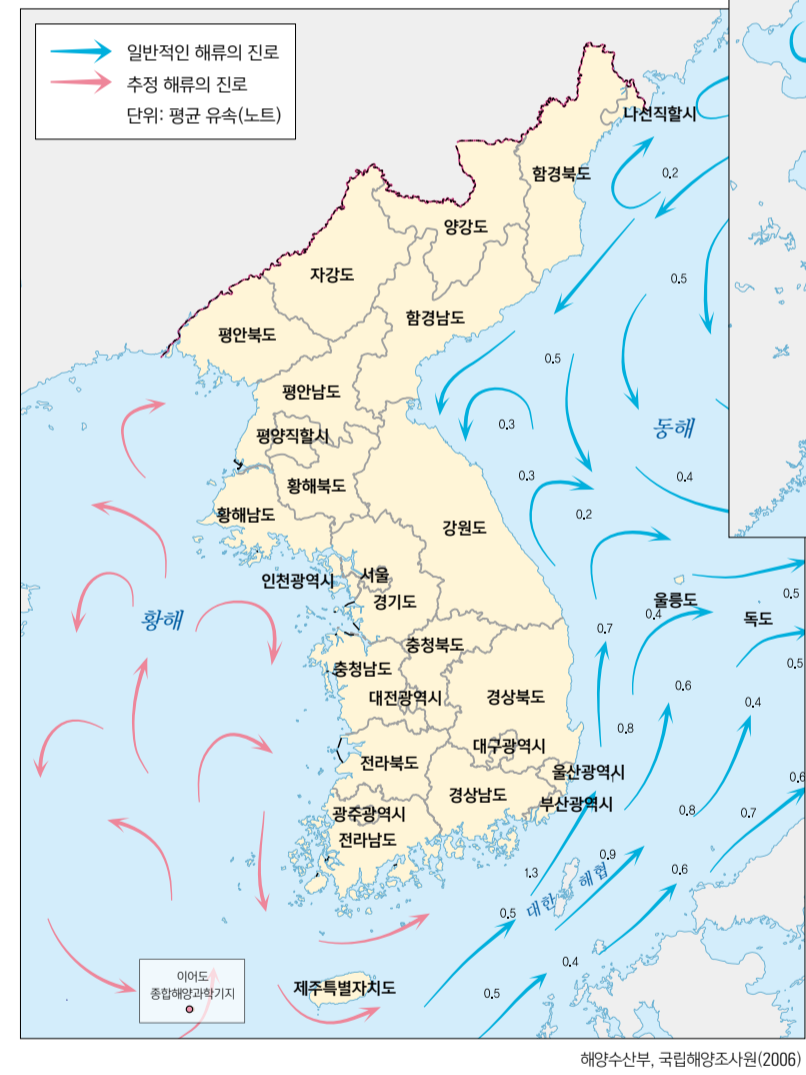 일반적인 해류의 진로
추정 해류의 진로
단위: 평균 유속(노트)
나선직할시
함경북도
0.2
양강도
자강도
0.5
함경남도
평안북도
0.5
평안남도
동해
0.3
평양직할시
0.3
0.4
황해북도
0.2
황해남도
강원도
인천광역시
서울
경기도
0.5
울릉도
0.4
황해
독도
0.7
충청북도
0.5
충청남도
0.6
대전광역시
경상북도
0.4
0.8
대구광역시
전라북도
울산광역시
0.6
경상남도
부산광역시
0.8
0.7
광주광역시
전라남도
0.9
1.3
0.6
대한 해협
0.5
0.4
이어도
종합해양과학기지
제주특별자치도
0.5
해양수산부, 국립해양조사원(2006)